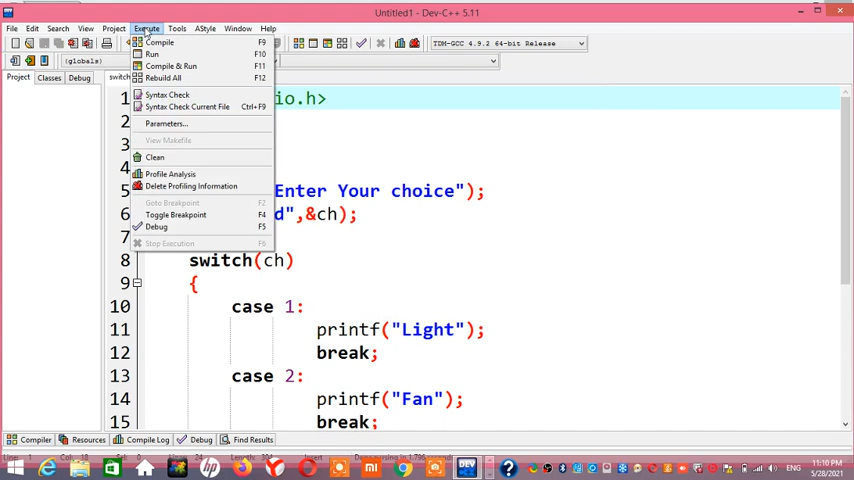 Untitled1 - Dev-C++ 5.11
File Edit Search View Project Execute Tools AStyle Window Help
TDM-GCC 4.9.2 64-bit Release
(globals)
Project Classes Debug switch
Compile F9
Run F10
Compile & Run F11
Rebuild All F12
Syntax Check
Syntax Check Current File Ctrl+F9
Parameters...
View Makefile
Clean
Profile Analysis
Delete Profiling Information
Goto Breakpoint F2
Toggle Breakpoint F4
Debug F5
Stop Execution F6
1 io.h>
2
3
4
5 "Enter Your choice");
6 d",&ch);
7
8 switch(ch)
9 {
10 case 1:
11 printf("Light");
12 break;
13 case 2:
14 printf("Fan");
15 break;
Compiler Resources Compile Log Debug Find Results
ENG
11:10 PM
5/28/2021